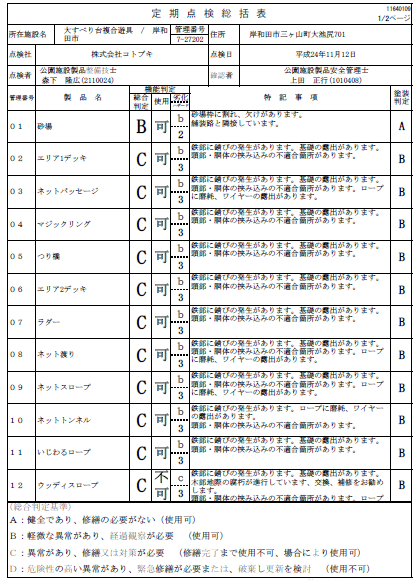 定期点検総括表
11640100
1/2ページ
所在施設名 大すべり台複合遊具 / 岸和田市 管理番号 7-27202 住所 岸和田市三ヶ山町大池尻701
点検社 株式会社コトブキ 点検日 平成24年11月12日
点検者 公園施設製品整備技士 森下 隆広(2110024) 確認者 公園施設製品安全管理士 上田 正行(1010408)
管理番号 製品名 機能判定 総合判定 使用 劣化 特記事項 塗装判定
01 砂場 B 可 b 2 砂場枠に割れ、欠けがあります。
舗装路と隣接しています。 A
02 エリア1デッキ C 可 b 3 鉄部に錆びの発生があります。基礎の露出があります。
頭部・胴体の挟み込みの不適合箇所があります。 B
03 ネットパッセージ C 可 b 3 鉄部に錆びの発生があります。基礎の露出があります。
頭部・胴体の挟み込みの不適合箇所があります。ロープ
に磨耗、ワイヤーの露出があります。 B
04 マジックリング C 可 b 3 鉄部に錆びの発生があります。基礎の露出があります。
頭部・胴体の挟み込みの不適合箇所があります。 B
05 つり橋 C 可 b 3 鉄部に錆びの発生があります。基礎の露出があります。
頭部・胴体の挟み込みの不適合箇所があります。 B
06 エリア2デッキ C 可 b 3 鉄部に錆びの発生があります。基礎の露出があります。
頭部・胴体の挟み込みの不適合箇所があります。 B
07 ラダー C 可 b 3 鉄部に錆びの発生があります。基礎の露出があります。
頭部・胴体の挟み込みの不適合箇所があります。 B
08 ネット渡り C 可 b 3 鉄部に錆びの発生があります。基礎の露出があります。
頭部・胴体の挟み込みの不適合箇所があります。ロープ
に磨耗、ワイヤーの露出があります。 B
09 ネットスロープ C 可 b 3 鉄部に錆びの発生があります。基礎の露出があります。
頭部・胴体の挟み込みの不適合箇所があります。ロープ
に磨耗、ワイヤーの露出があります。 B
10 ネットトンネル C 可 b 3 鉄部に錆びの発生があります。ロープに磨耗、ワイヤー
の露出があります。
頭部・胴体の挟み込みの不適合箇所があります。 B
11 いじわるロープ C 可 b 3 鉄部に錆びの発生があります。基礎の露出があります。
頭部・胴体の挟み込みの不適合箇所があります。 B
12 ウッディスロープ C 不可 c 3 鉄部に錆びの発生があります。基礎の露出があります。
木部地際の腐朽が進行しています、交換、補修をお勧め
します。
頭部・胴体の挟み込みの不適合箇所があります。ロープ B
(総合判定基準)
A：健全であり、修繕の必要がない（使用可）
B：軽微な異常があり、経過観察が必要 （使用可）
C：異常があり、修繕又は対策が必要 （修繕完了まで使用不可、場合により使用可）
D：危険性の高い異常があり、緊急修繕が必要または、破棄し更新を検討 （使用不可）